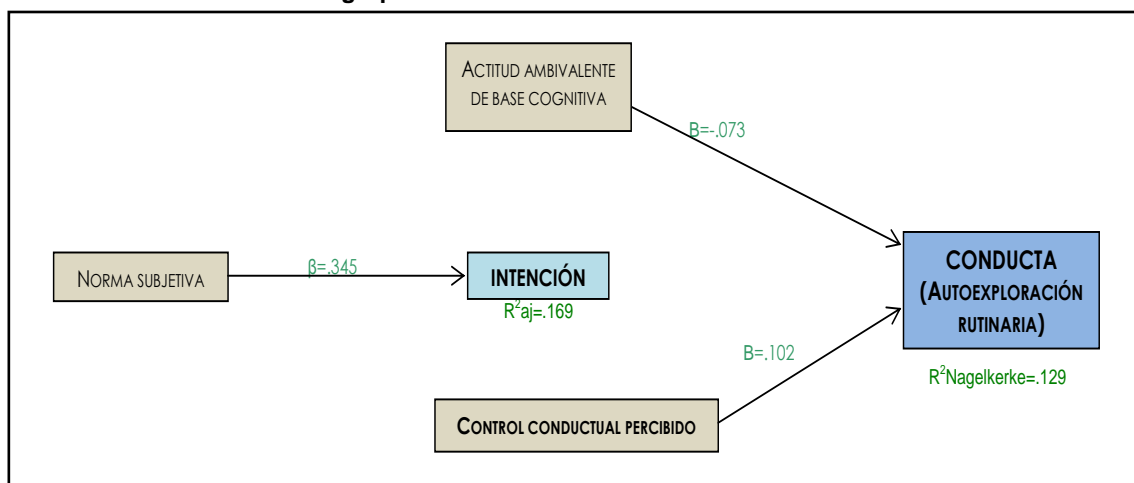 ACTITUD AMBIVALENTE
DE BASE COGNITIVA
B=-.073
NORMA SUBJETIVA
β=.345
INTENCIÓN
R²aj=.169
CONDUCTA
(AUTOEXPLORACIÓN
RUTINARIA)
R²Nagelkerke=.129
B=.102
CONTROL CONDUCTUAL PERCIBIDO